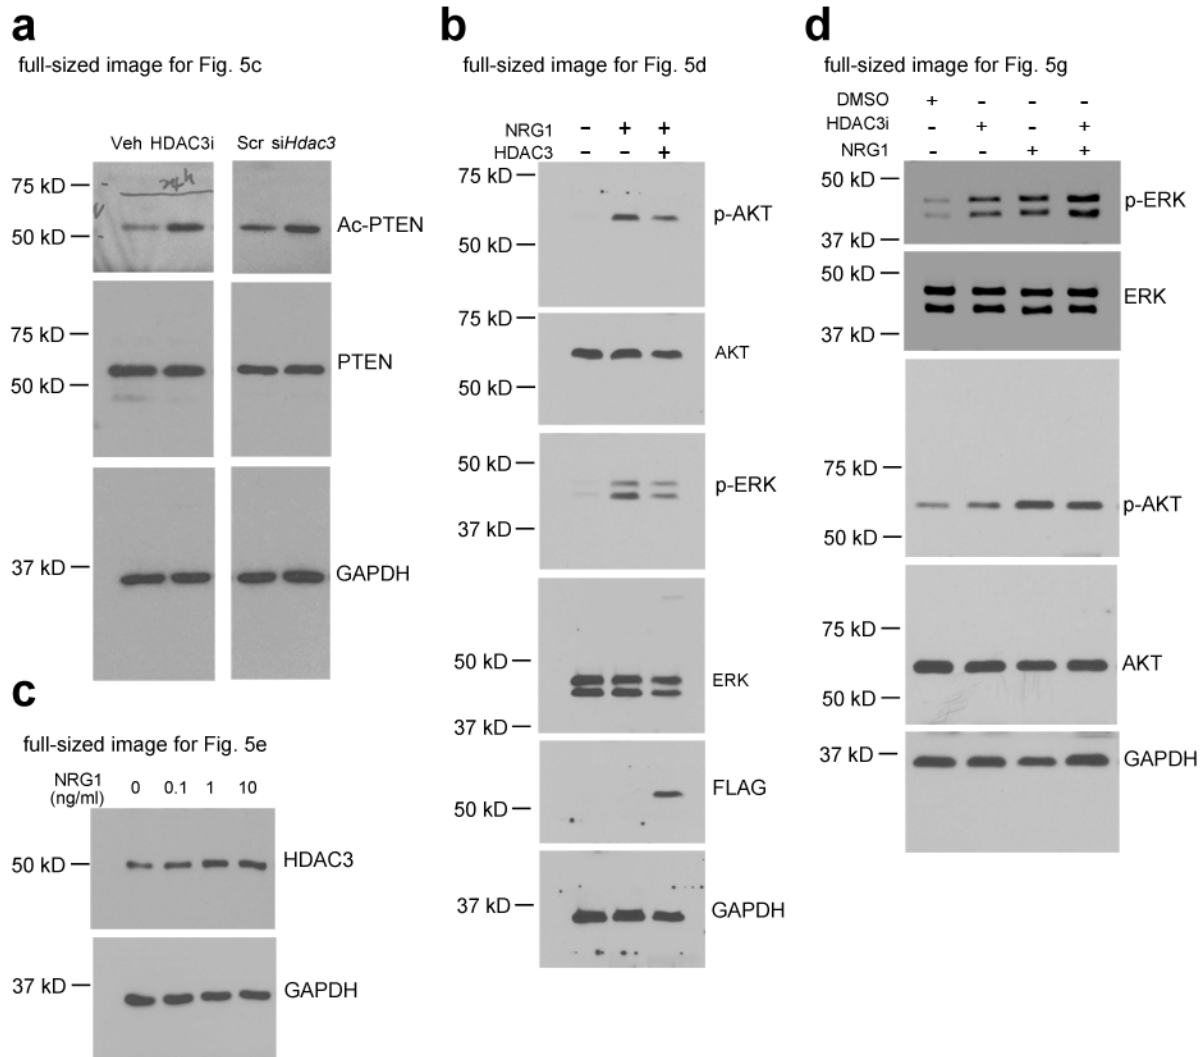 a
full-sized image for Fig. 5c
Veh HDAC3i Scr siHdac3
24h
75 kD
50 kD
Ac-PTEN
75 kD
50 kD
PTEN
37 kD
GAPDH
c
full-sized image for Fig. 5e
NRG1
(ng/ml)
0 0.1 1 10
50 kD
HDAC3
37 kD
GAPDH
b
full-sized image for Fig. 5d
NRG1 - + +
HDAC3 - - +
75 kD
p-AKT
50 kD
75 kD
AKT
50 kD
50 kD
p-ERK
37 kD
50 kD
ERK
37 kD
FLAG
50 kD
37 kD
GAPDH
d
full-sized image for Fig. 5g
DMSO + - - -
HDAC3i - + - +
NRG1 - - + +
50 kD
p-ERK
37 kD
50 kD
ERK
37 kD
75 kD
p-AKT
50 kD
75 kD
AKT
50 kD
37 kD
GAPDH